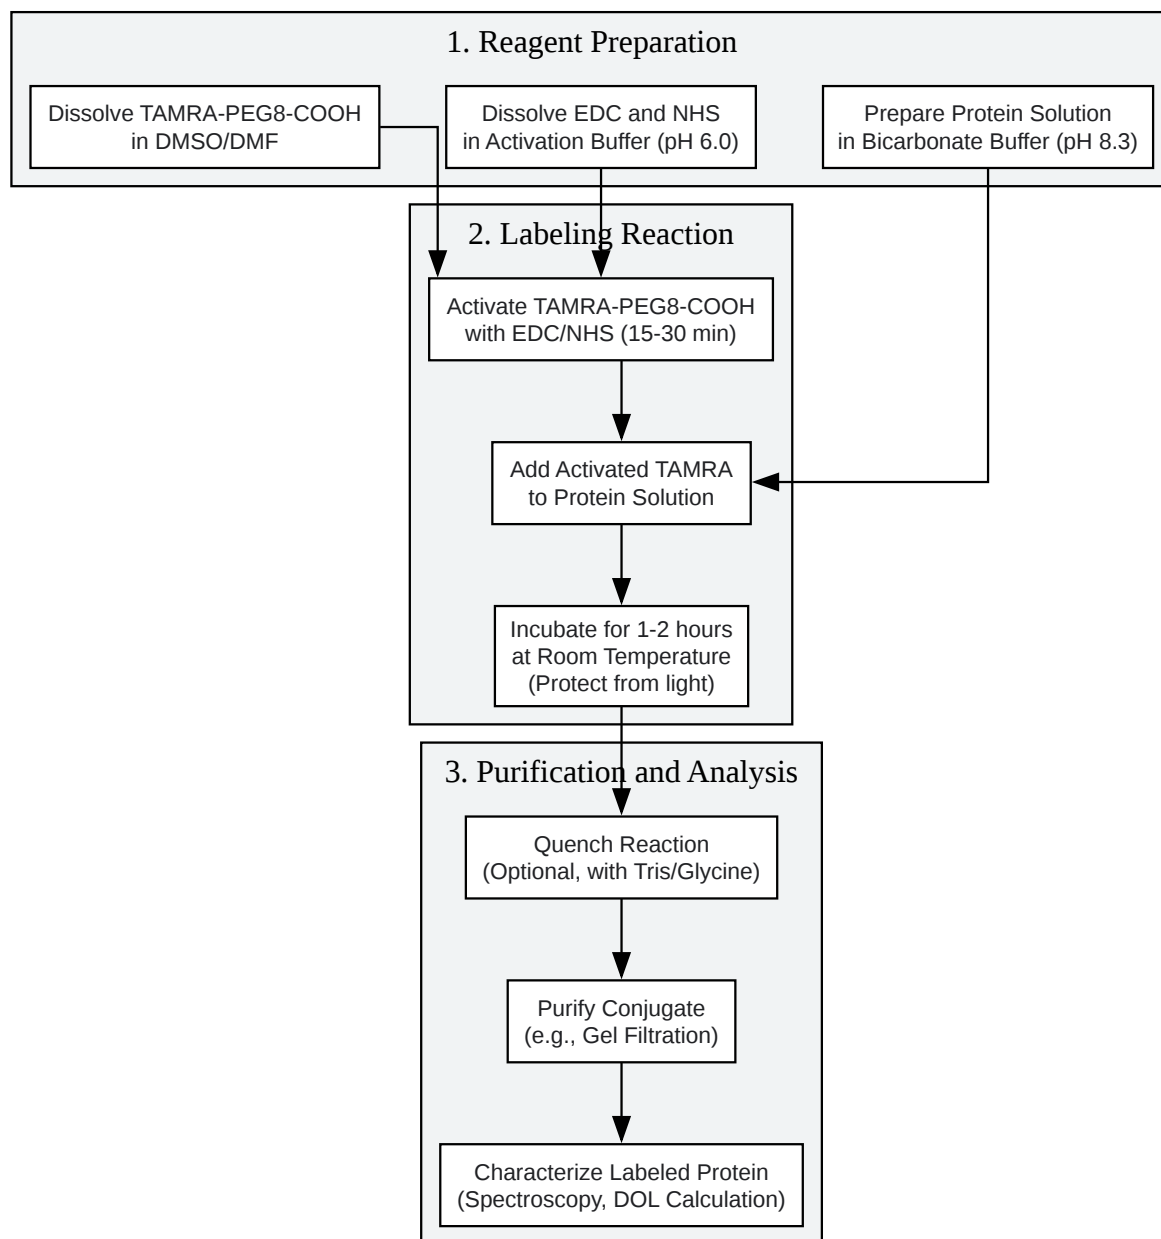 1. Reagent Preparation
Dissolve TAMRA-PEG8-COOH
in DMSO/DMF
Dissolve EDC and NHS
in Activation Buffer (pH 6.0)
Prepare Protein Solution
in Bicarbonate Buffer (pH 8.3)
2. Labeling Reaction
Activate TAMRA-PEG8-COOH
with EDC/NHS (15-30 min)
Add Activated TAMRA
to Protein Solution
Incubate for 1-2 hours
at Room Temperature
(Protect from light)
3. Purification and Analysis
Quench Reaction
(Optional, with Tris/Glycine)
Purify Conjugate
(e.g., Gel Filtration)
Characterize Labeled Protein
(Spectroscopy, DOL Calculation)